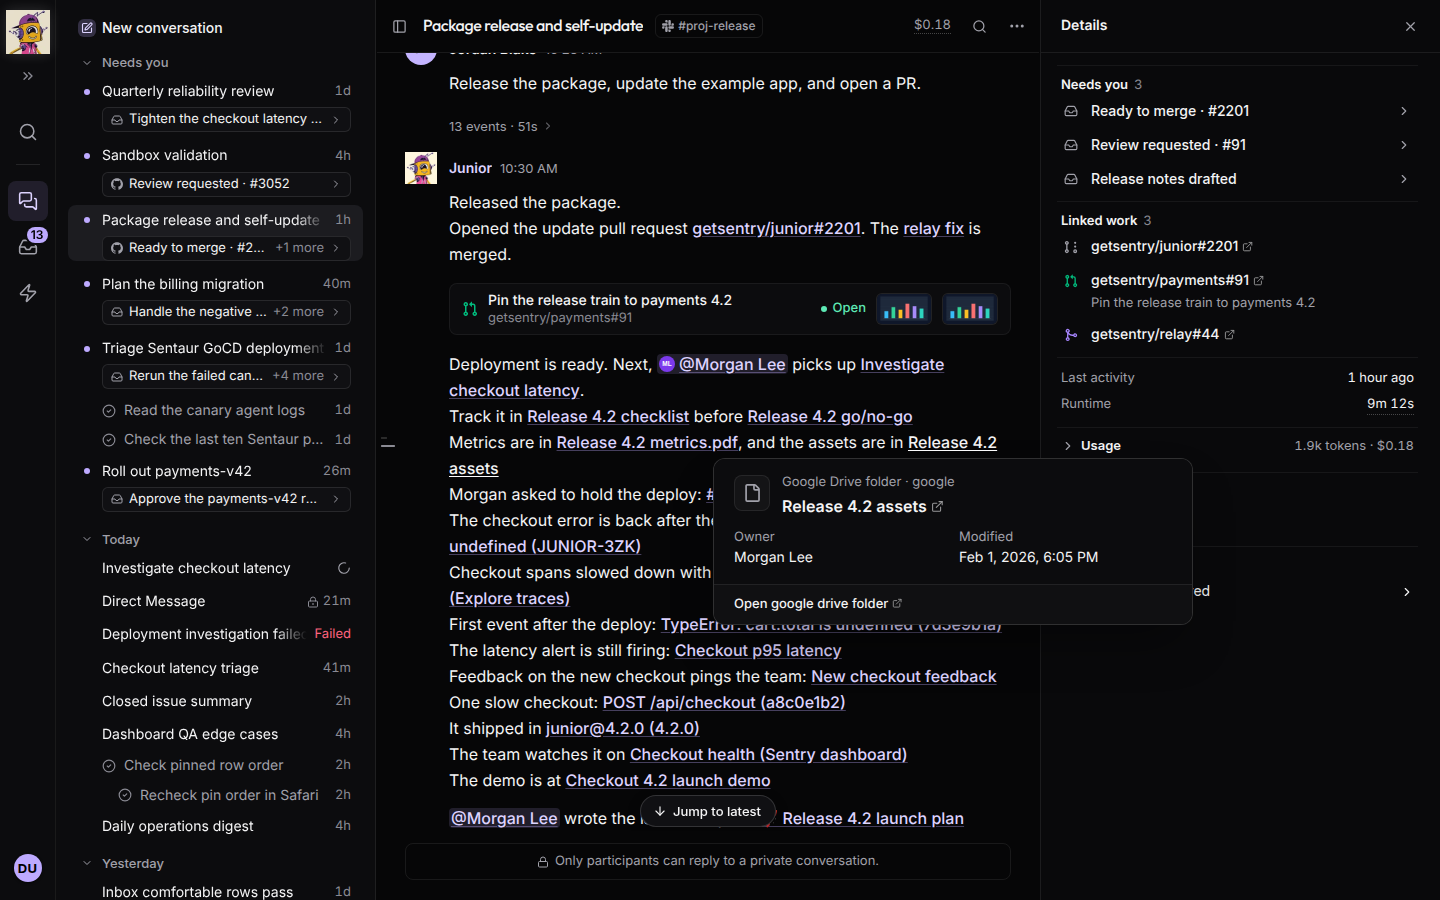 New conversation
Needs you
Quarterly reliability review 1d
Tighten the checkout latency ...
Sandbox validation 4h
Review requested · #3052
Package release and self-update 1h
Ready to merge · #2... +1 more
13
Plan the billing migration 40m
Handle the negative ... +2 more
Triage Sentaur GoCD deployment 1d
Rerun the failed can... +4 more
Read the canary agent logs 1d
Check the last ten Sentaur p... 1d
Roll out payments-v42 26m
Approve the payments-v42 r...
Today
Investigate checkout latency
Direct Message 21m
Deployment investigation failed Failed
Checkout latency triage 41m
Closed issue summary 2h
Dashboard QA edge cases 4h
Check pinned row order 2h
Recheck pin order in Safari 2h
Daily operations digest 4h
Yesterday
Inbox comfortable rows pass 1d
DU
Package release and self-update #proj-release $0.18
Release the package, update the example app, and open a PR.
13 events · 51s
Junior 10:30 AM
Released the package.
Opened the update pull request getsentry/junior#2201. The relay fix is
merged.
Pin the release train to payments 4.2
getsentry/payments#91
Open
Deployment is ready. Next, ML @Morgan Lee picks up Investigate
checkout latency.
Track it in Release 4.2 checklist before Release 4.2 go/no-go
Metrics are in Release 4.2 metrics.pdf, and the assets are in Release 4.2
assets
Morgan asked to hold the deploy: #
The checkout error is back after the
undefined (JUNIOR-3ZK)
Checkout spans slowed down with
(Explore traces)
First event after the deploy: TypeError: cart.total is undefined (7d3e9b1a)
The latency alert is still firing: Checkout p95 latency
Feedback on the new checkout pings the team: New checkout feedback
One slow checkout: POST /api/checkout (a8c0e1b2)
It shipped in junior@4.2.0 (4.2.0)
The team watches it on Checkout health (Sentry dashboard)
The demo is at Checkout 4.2 launch demo
@Morgan Lee wrote the Release 4.2 launch plan
Jump to latest
Only participants can reply to a private conversation.
Google Drive folder · google
Release 4.2 assets
Owner Modified
Morgan Lee Feb 1, 2026, 6:05 PM
Open google drive folder
Details
Needs you 3
Ready to merge · #2201
Review requested · #91
Release notes drafted
Linked work 3
getsentry/junior#2201
getsentry/payments#91
Pin the release train to payments 4.2
getsentry/relay#44
Last activity 1 hour ago
Runtime 9m 12s
Usage 1.9k tokens · $0.18
ed